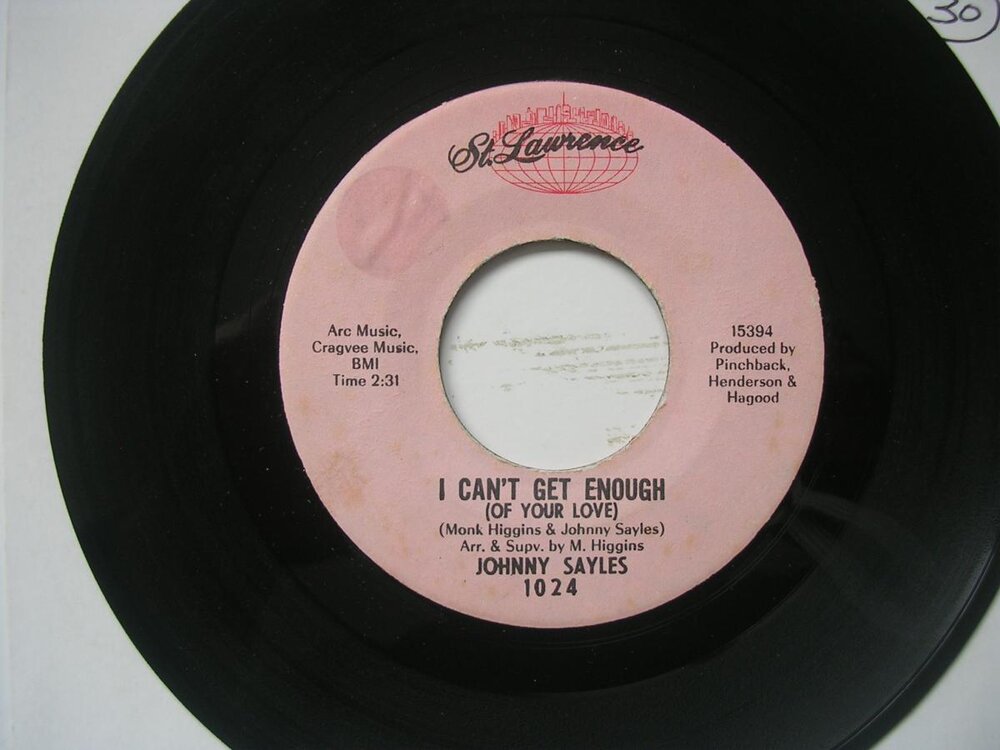 30
St. Lawrence
Arc Music,
Cragvee Music,
BMI
Time 2:31
15394
Produced by
Pinchback,
Henderson &
Hagood
I CAN'T GET ENOUGH
(OF YOUR LOVE)
(Monk Higgins & Johnny Sayles)
Arr. & Supv. by M. Higgins
JOHNNY SAYLES
1024